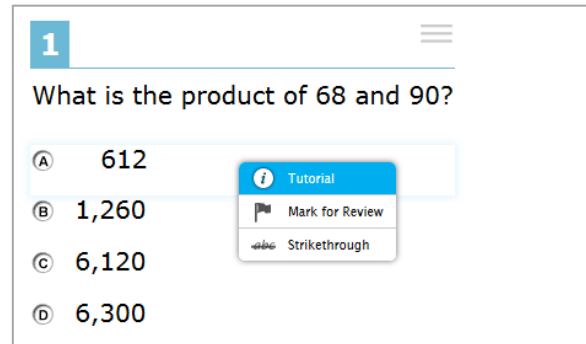 1
What is the product of 68 and 90?
A 612
B 1,260
C 6,120
D 6,300
i Tutorial
Mark for Review
abc Strikethrough